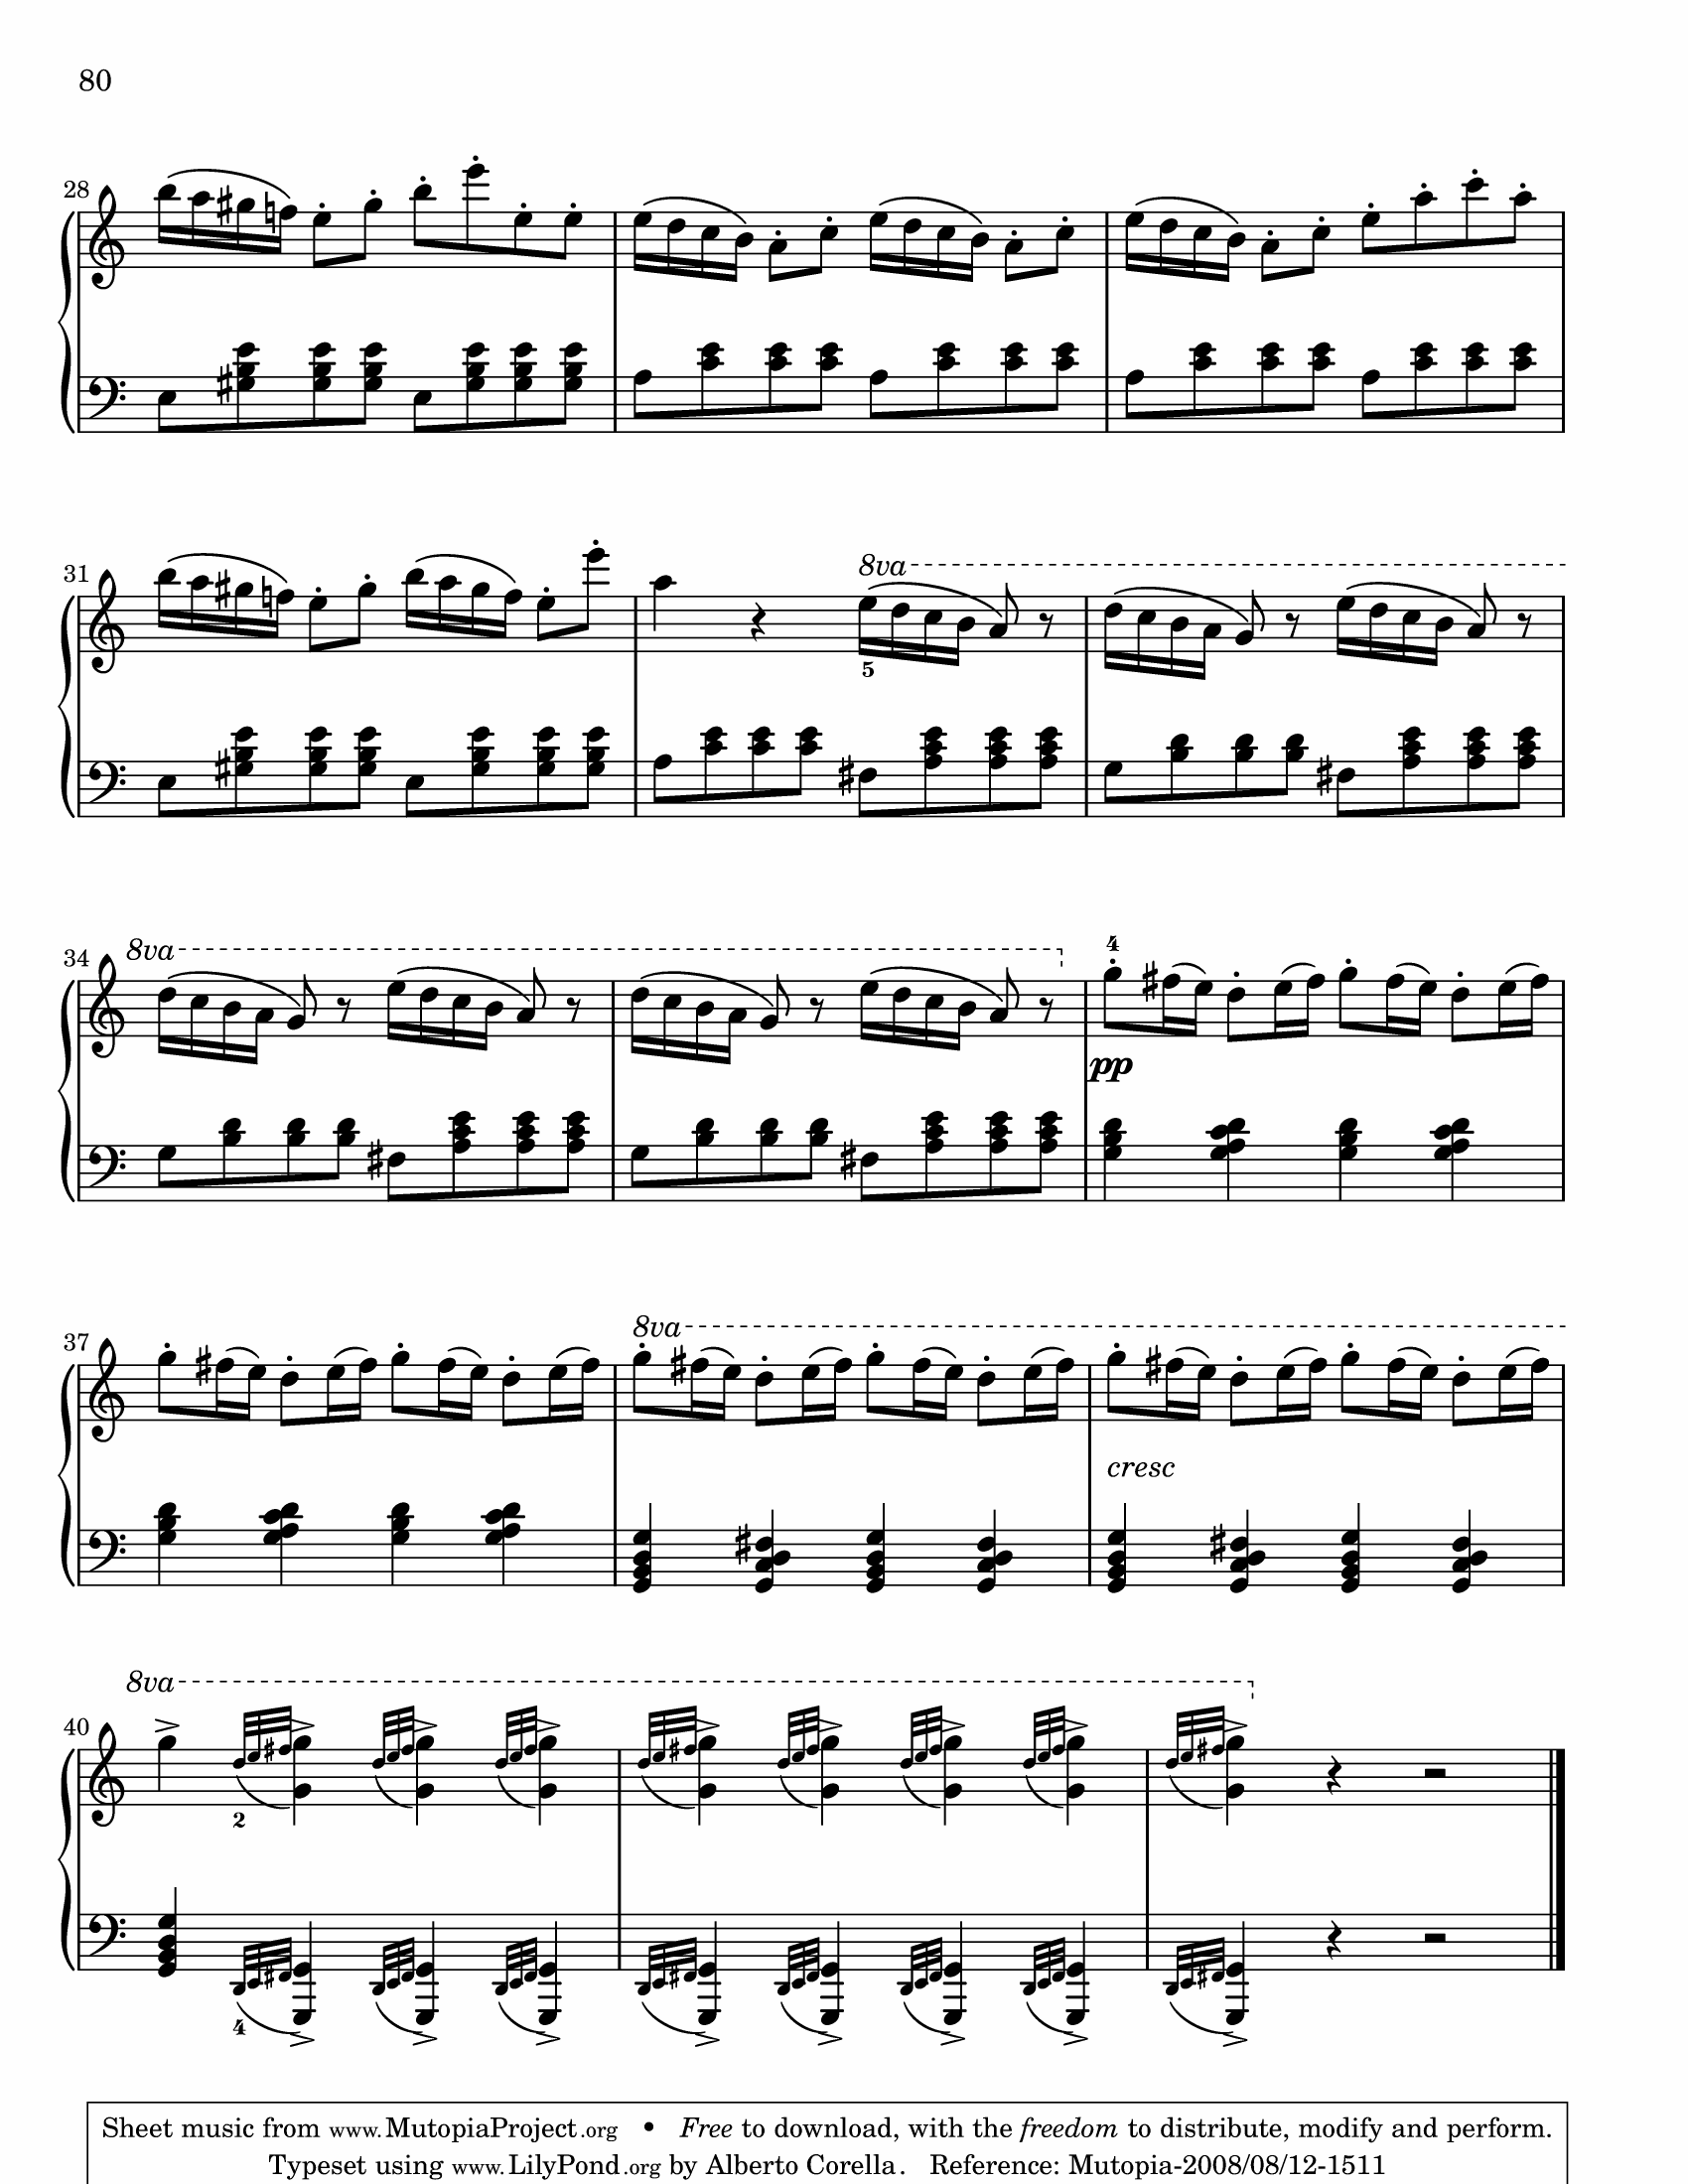 80
28
31
8va
5
34
8va
4
pp
37
8va
cresc
40
8va
2
4
Sheet music from www.MutopiaProject.org • Free to download, with the freedom to distribute, modify and perform.
Typeset using www.LilyPond.org by Alberto Corella. Reference: Mutopia-2008/08/12-1511